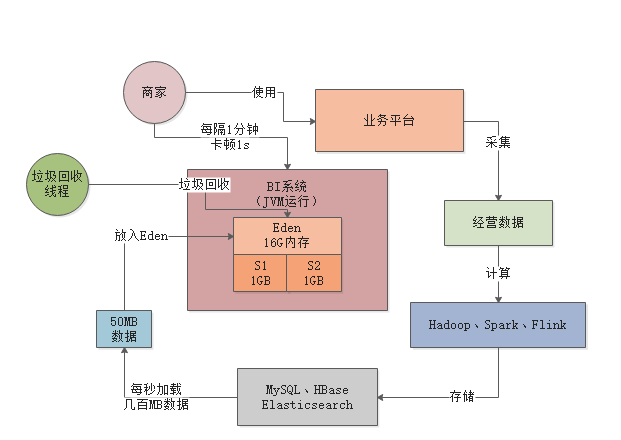 商家
使用
业务平台
每隔1分钟
卡顿1s
采集
垃圾回收
线程
垃圾回收
BI系统
（JVM运行）
Eden
16G内存
放入Eden
经营数据
S1
1GB
S2
1GB
计算
50MB
数据
Hadoop、Spark、Flink
每秒加载
几百MB数据
MySQL、HBase
Elasticsearch
存储